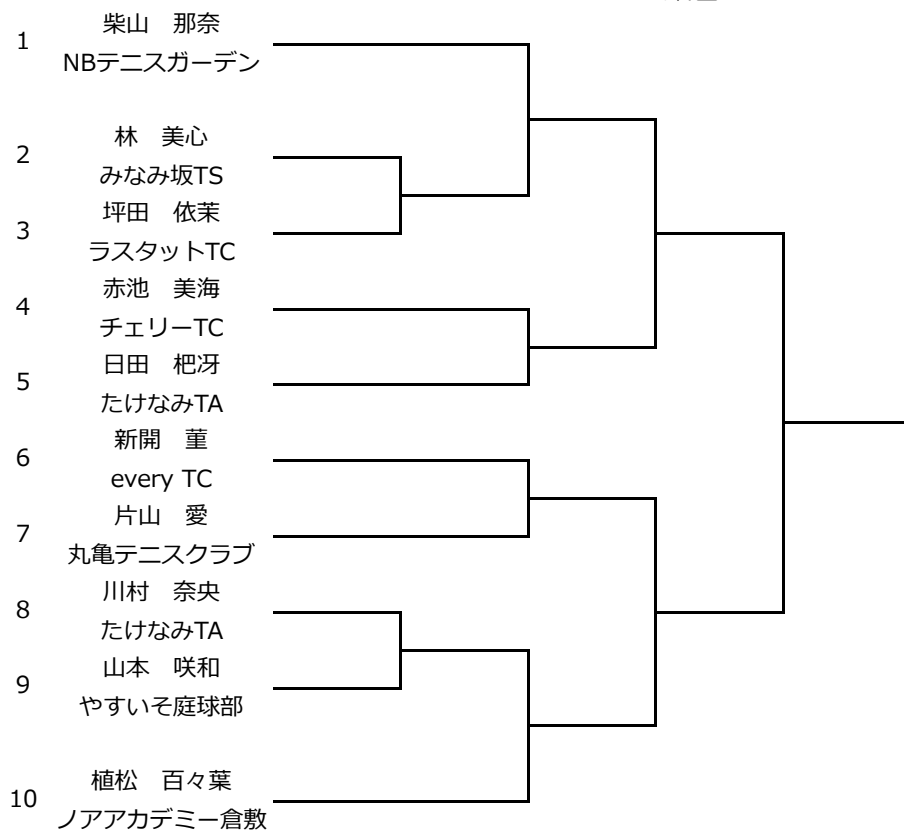 1
柴山　那奈
NBテニスガーデン
2
林　美心
みなみ坂TS
3
坪田　依茉
ラスタットTC
4
赤池　美海
チェリーTC
5
日田　杷冴
たけなみTA
6
新開　菫
every TC
7
片山　愛
丸亀テニスクラブ
8
川村　奈央
たけなみTA
9
山本　咲和
やすいそ庭球部
10
植松　百々葉
ノアアカデミー倉敷